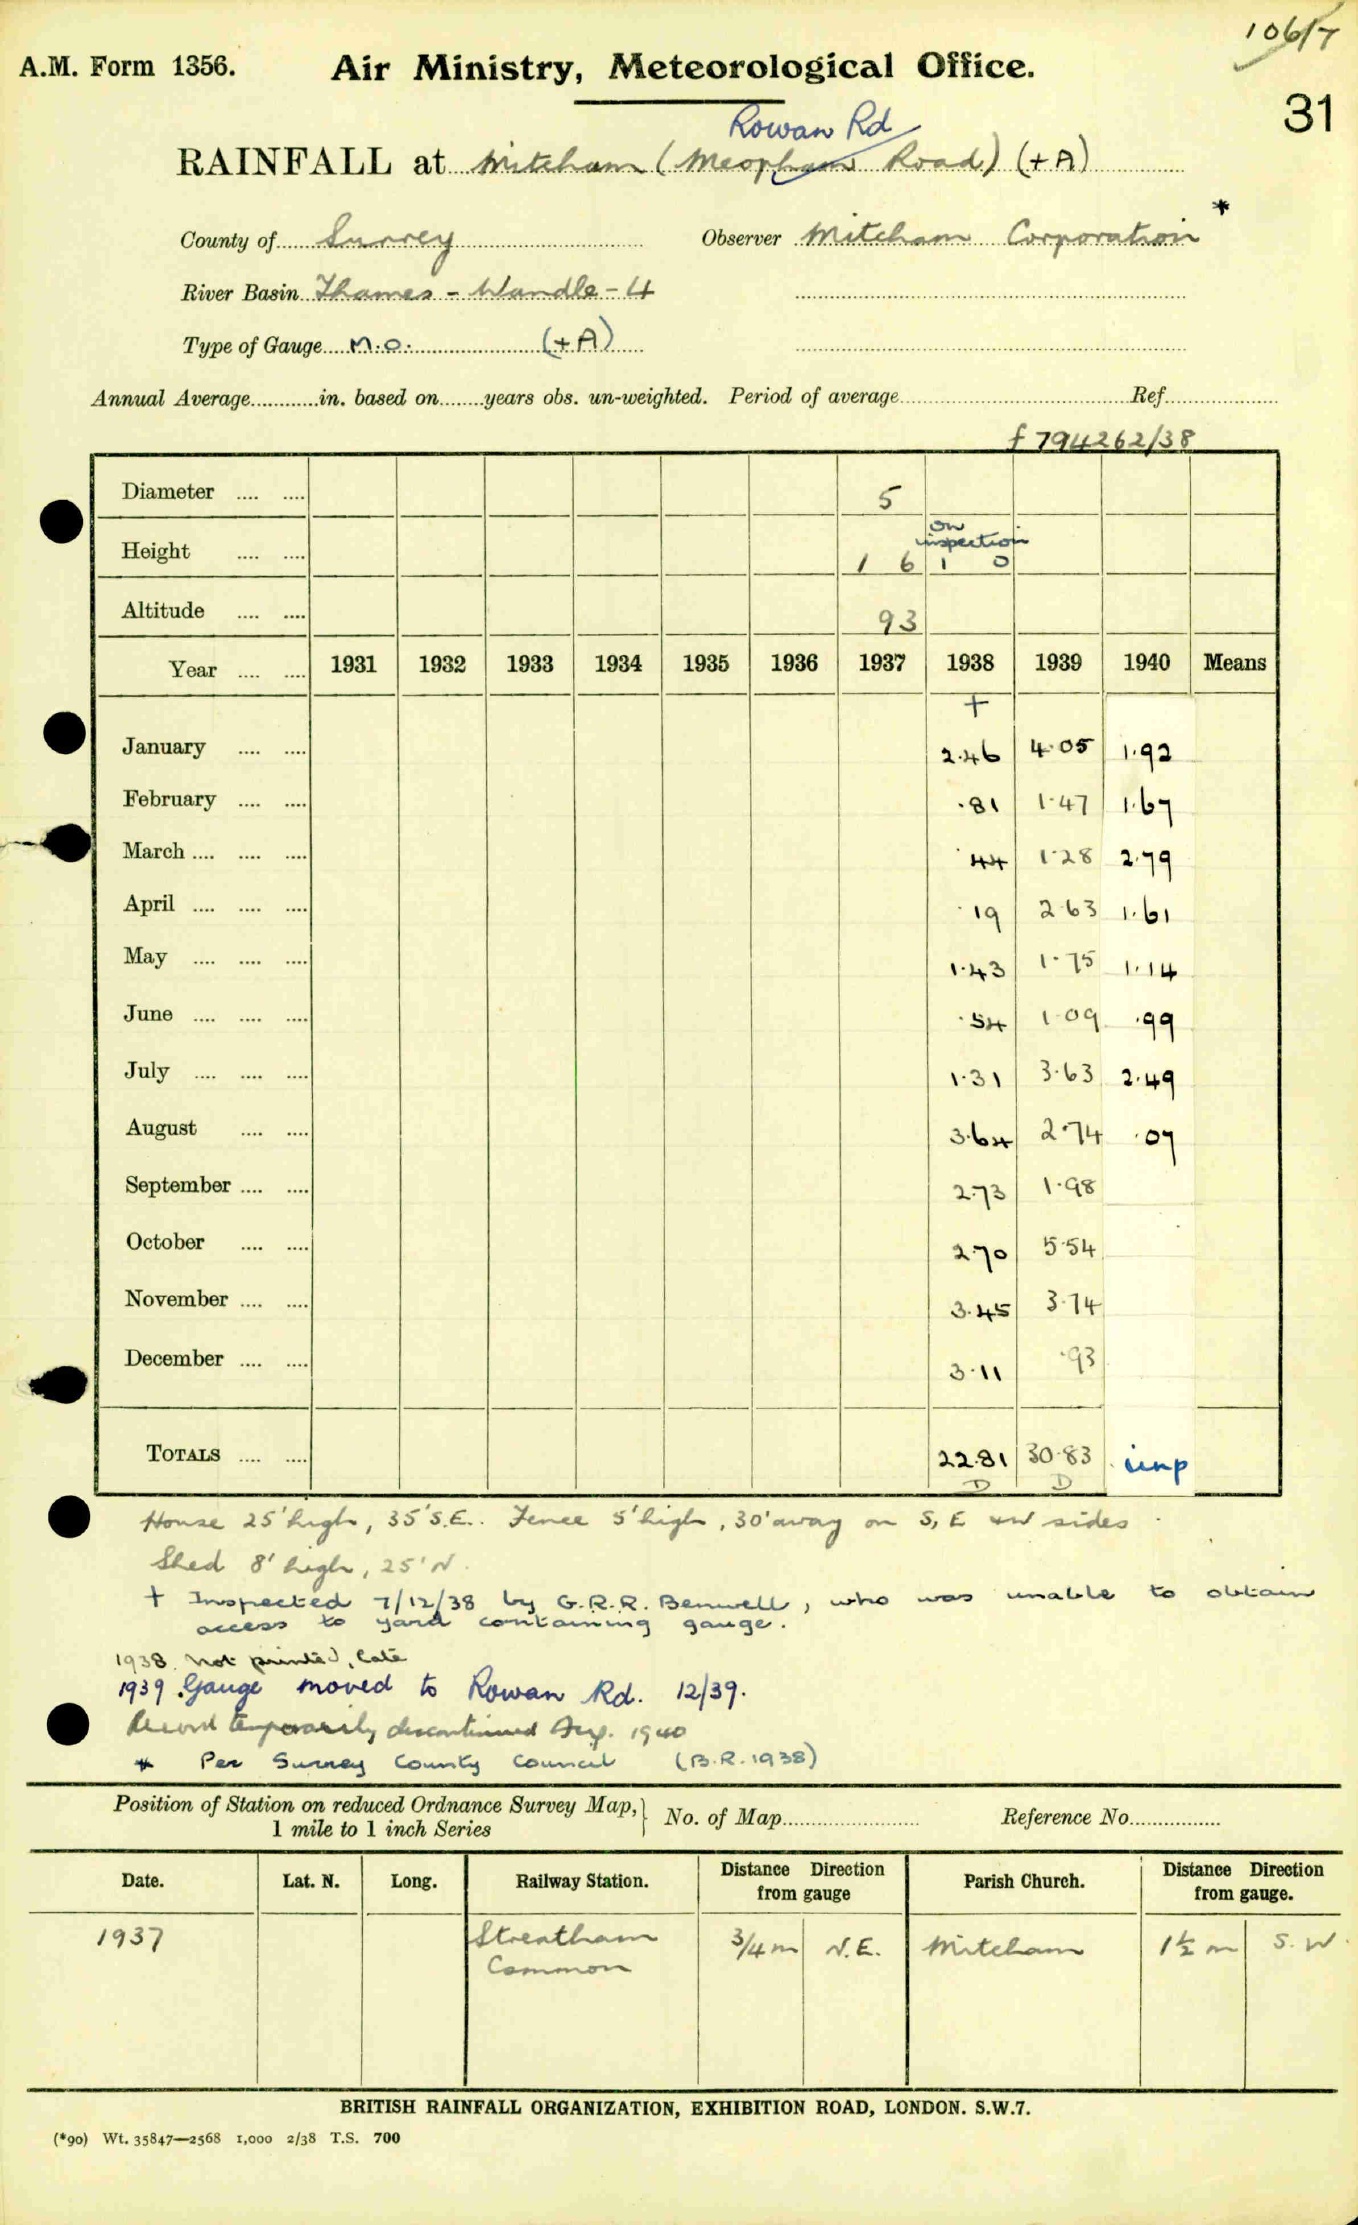 106/7
A.M. Form 1356. Air Ministry, Meteorological Office.
31
Rowan Rd
RAINFALL at Mitcham (Meopham Road) (+A)
*
County of Surrey Observer Mitcham Corporation
River Basin Thames - Wandle - 4
Type of Gauge M.O. (+A)
Annual Average............in. based on........years obs. un-weighted. Period of average........Ref........
f 794262/38
Diameter .... .... 5
on inspection
Height .... .... 1 6 1 0
Altitude .... .... 93
Year .... .... 1931 1932 1933 1934 1935 1936 1937 1938 1939 1940 Means
+
January .... .... 2.46 4.05 1.92
February .... .... .81 1.47 1.67
March .... .... .... .44 1.28 2.79
April .... .... .... .19 2.63 1.61
May .... .... .... 1.43 1.75 1.14
June .... .... .... .54 1.09 .99
July .... .... .... 1.31 3.63 2.49
August .... .... 3.64 2.74 .07
September .... .... 2.73 1.98
October .... .... 2.70 5.54
November .... .... 3.45 3.74
December .... .... 3.11 .93
TOTALS .... .... 22.81 30.83 imp
D D
House 25' high, 35' S.E. Fence 5' high, 30' away on S, E & W sides
Shed 8' high, 25' N.
+ Inspected 7/12/38 by G.R.R. Benwell, who was unable to obtain
access to yard containing gauge.
1938. Not printed, late
1939. Gauge moved to Rowan Rd. 12/39.
Record temporarily discontinued Aug. 1940
* Per Surrey County Council (B.R. 1938)
Position of Station on reduced Ordnance Survey Map, } No. of Map........ Reference No........
1 mile to 1 inch Series
Date. Lat. N. Long. Railway Station. Distance Direction from gauge Parish Church. Distance Direction from gauge.
1937 Streatham Common 3/4 m N.E. Mitcham 1½ m S.W.
BRITISH RAINFALL ORGANIZATION, EXHIBITION ROAD, LONDON. S.W.7.
(*90) Wt. 35847—2568 1,000 2/38 T.S. 700